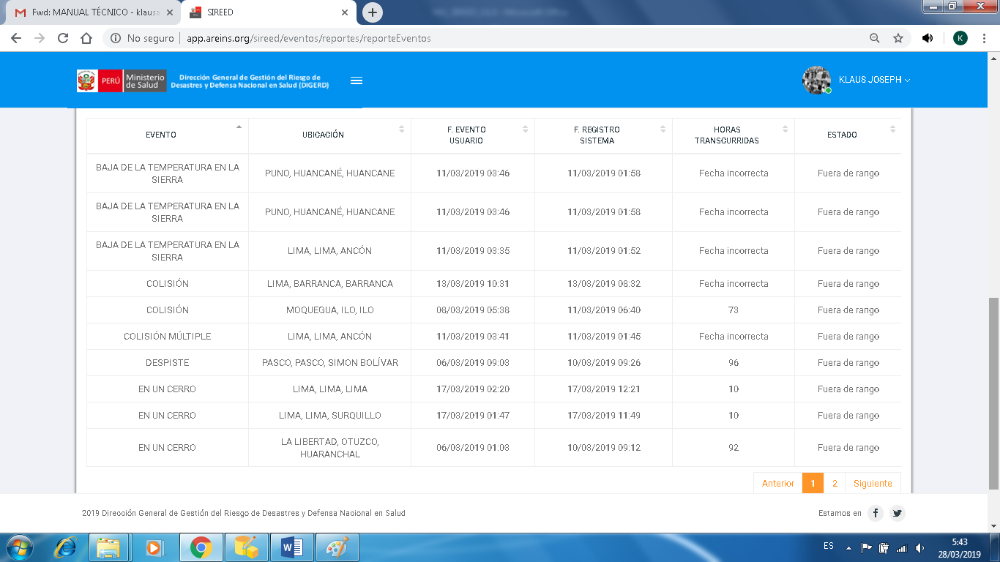 Fwd: MANUAL TÉCNICO - klausa
SIREED
No seguro
app.areins.org/sireed/eventos/reportes/reporteEventos
K
PERÚ
Ministerio
de Salud
Dirección General de Gestión del Riesgo de
Desastres y Defensa Nacional en Salud (DIGERD)
KLAUS JOSEPH
EVENTO UBICACIÓN F. EVENTO USUARIO F. REGISTRO SISTEMA HORAS TRANSCURRIDAS ESTADO
BAJA DE LA TEMPERATURA EN LA SIERRA PUNO, HUANCANÉ, HUANCANE 11/03/2019 03:46 11/03/2019 01:58 Fecha incorrecta Fuera de rango
BAJA DE LA TEMPERATURA EN LA SIERRA PUNO, HUANCANÉ, HUANCANE 11/03/2019 03:46 11/03/2019 01:58 Fecha incorrecta Fuera de rango
BAJA DE LA TEMPERATURA EN LA SIERRA LIMA, LIMA, ANCÓN 11/03/2019 03:35 11/03/2019 01:52 Fecha incorrecta Fuera de rango
COLISIÓN LIMA, BARRANCA, BARRANCA 13/03/2019 10:31 13/03/2019 08:32 Fecha incorrecta Fuera de rango
COLISIÓN MOQUEGUA, ILO, ILO 08/03/2019 05:38 11/03/2019 06:40 73 Fuera de rango
COLISIÓN MÚLTIPLE LIMA, LIMA, ANCÓN 11/03/2019 03:41 11/03/2019 01:45 Fecha incorrecta Fuera de rango
DESPISTE PASCO, PASCO, SIMON BOLÍVAR 06/03/2019 09:03 10/03/2019 09:26 96 Fuera de rango
EN UN CERRO LIMA, LIMA, LIMA 17/03/2019 02:20 17/03/2019 12:21 10 Fuera de rango
EN UN CERRO LIMA, LIMA, SURQUILLO 17/03/2019 01:47 17/03/2019 11:49 10 Fuera de rango
EN UN CERRO LA LIBERTAD, OTUZCO, HUARANCHAL 06/03/2019 01:03 10/03/2019 09:12 92 Fuera de rango
Anterior 1 2 Siguiente
2019 Dirección General de Gestión del Riesgo de Desastres y Defensa Nacional en Salud
Estamos en
ES
5:43
28/03/2019